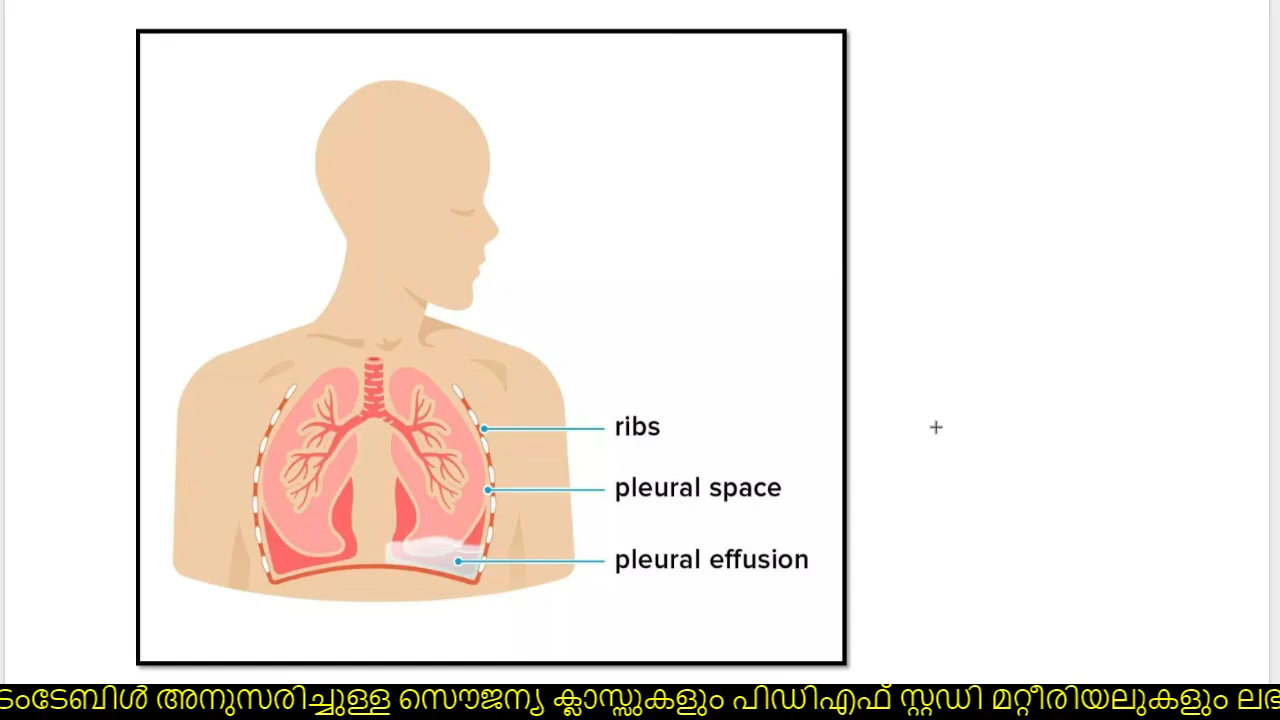 ribs
pleural space
pleural effusion
അനുസരിച്ചുള്ള സൌജന്യ ക്ലാസ്സുകളും പിഡിഎഫ് സ്റ്റഡി മറ്റീരിയലുകളും